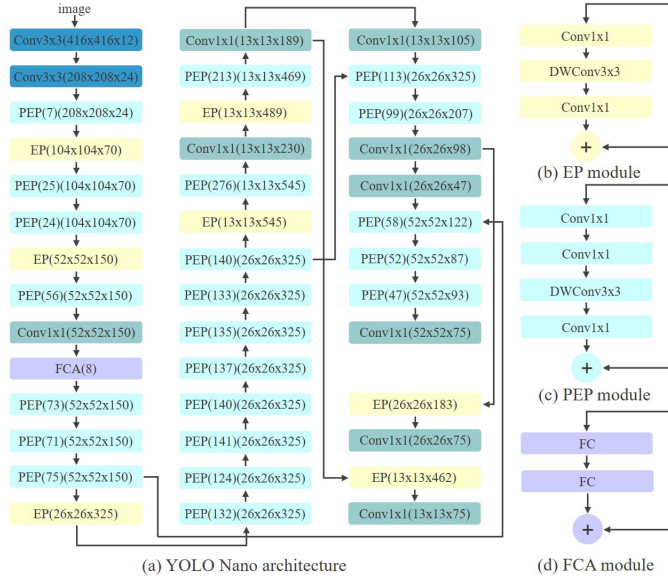 image
Conv3x3(416x416x12)
Conv3x3(208x208x24)
PEP(7)(208x208x24)
EP(104x104x70)
PEP(25)(104x104x70)
PEP(24)(104x104x70)
EP(52x52x150)
PEP(56)(52x52x150)
Conv1x1(52x52x150)
FCA(8)
PEP(73)(52x52x150)
PEP(71)(52x52x150)
PEP(75)(52x52x150)
EP(26x26x325)
Conv1x1(13x13x189)
PEP(213)(13x13x469)
EP(13x13x489)
Conv1x1(13x13x230)
PEP(276)(13x13x545)
EP(13x13x545)
PEP(140)(26x26x325)
PEP(133)(26x26x325)
PEP(135)(26x26x325)
PEP(137)(26x26x325)
PEP(140)(26x26x325)
PEP(141)(26x26x325)
PEP(124)(26x26x325)
PEP(132)(26x26x325)
Conv1x1(13x13x105)
PEP(113)(26x26x325)
PEP(99)(26x26x207)
Conv1x1(26x26x98)
Conv1x1(26x26x47)
PEP(58)(52x52x122)
PEP(52)(52x52x87)
PEP(47)(52x52x93)
Conv1x1(52x52x75)
EP(26x26x183)
Conv1x1(26x26x75)
EP(13x13x462)
Conv1x1(13x13x75)
(a) YOLO Nano architecture
Conv1x1
DWConv3x3
Conv1x1
+
(b) EP module
Conv1x1
Conv1x1
DWConv3x3
Conv1x1
+
(c) PEP module
FC
FC
+
(d) FCA module